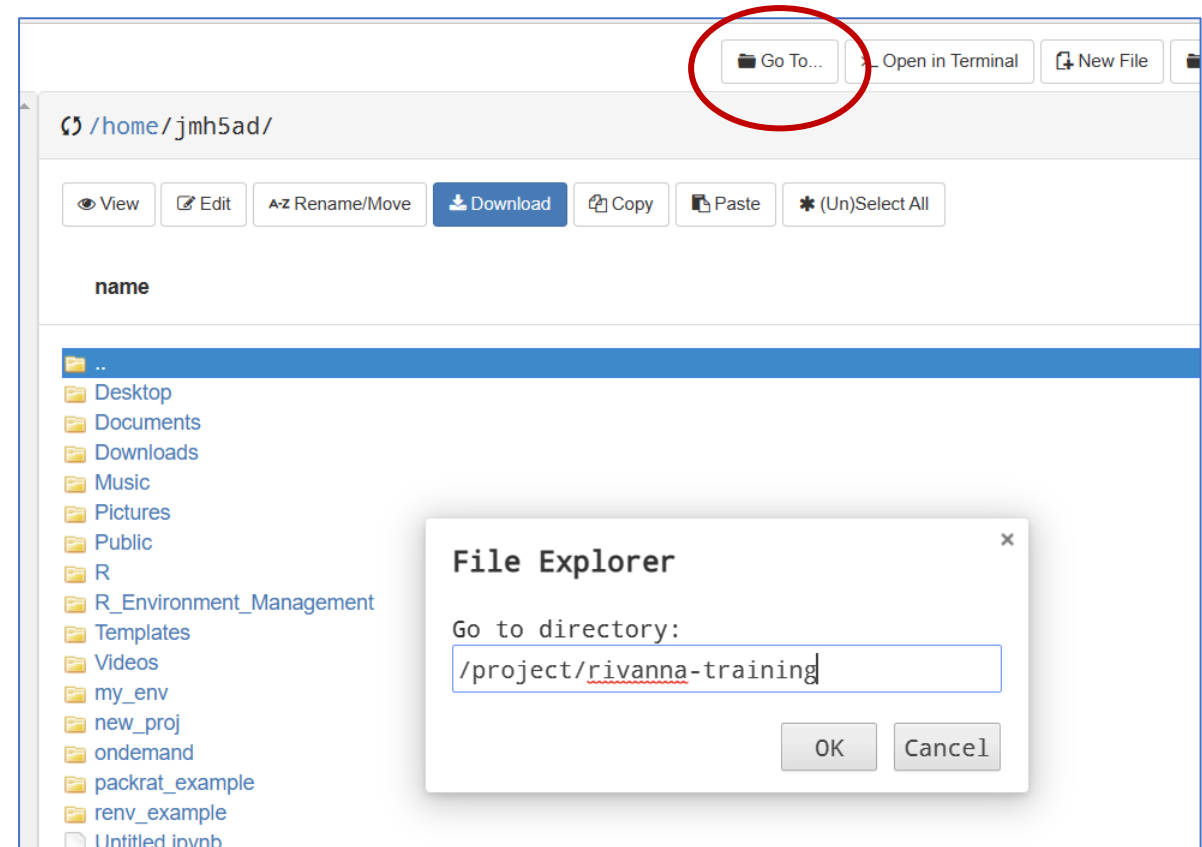 Go To... >_ Open in Terminal New File
/home/jmh5ad/
View Edit A-Z Rename/Move Download Copy Paste (Un)Select All
name
..
Desktop
Documents
Downloads
Music
Pictures
Public
R
R_Environment_Management
Templates
Videos
my_env
new_proj
ondemand
packrat_example
renv_example
Untitled.ipynb
File Explorer ×
Go to directory:
/project/rivanna-training
OK Cancel